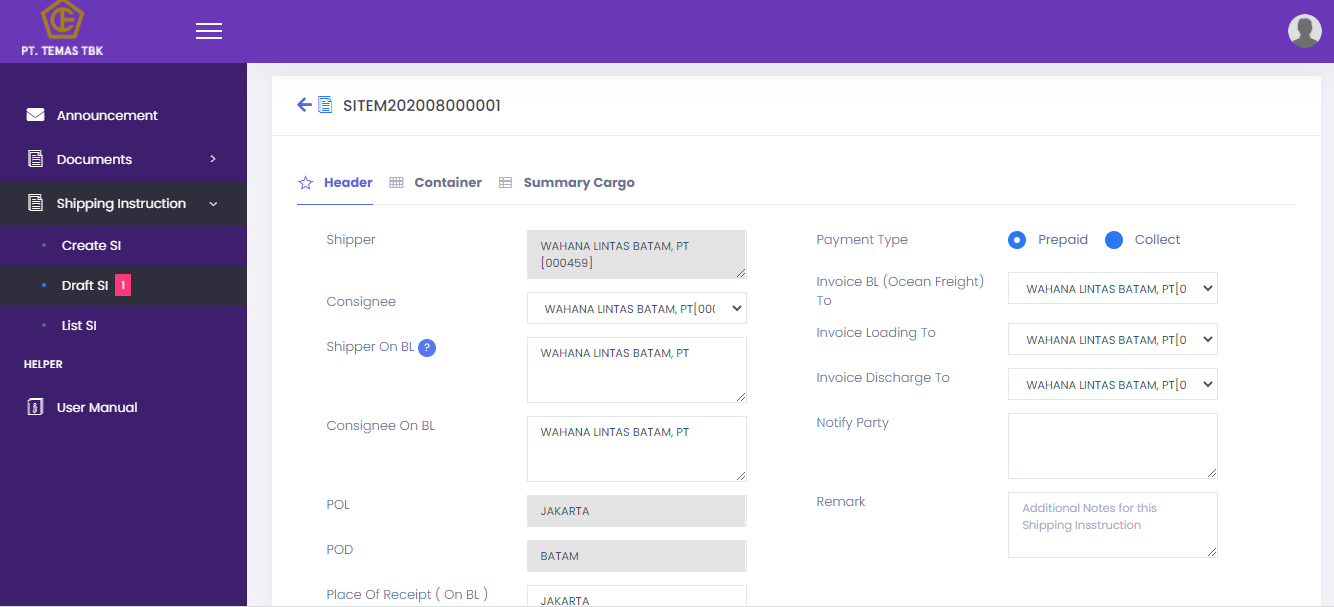 PT. TEMAS TBK
Announcement
Documents
Shipping Instruction
Create SI
Draft SI 1
List SI
HELPER
User Manual
SITEM202008000001
Header Container Summary Cargo
Shipper
WAHANA LINTAS BATAM, PT
[000459]
Consignee
WAHANA LINTAS BATAM, PT[000
Shipper On BL ?
WAHANA LINTAS BATAM, PT
Consignee On BL
WAHANA LINTAS BATAM, PT
POL
JAKARTA
POD
BATAM
Place Of Receipt ( On BL )
JAKARTA
Payment Type
Prepaid Collect
Invoice BL (Ocean Freight)
To
WAHANA LINTAS BATAM, PT[0
Invoice Loading To
WAHANA LINTAS BATAM, PT[0
Invoice Discharge To
WAHANA LINTAS BATAM, PT[0
Notify Party
Remark
Additional Notes for this
Shipping Insstruction